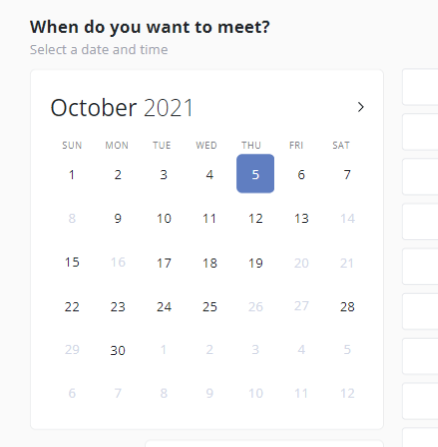 When do you want to meet?
Select a date and time
October 2021
SUN MON TUE WED THU FRI SAT
1 2 3 4 5 6 7
8 9 10 11 12 13 14
15 16 17 18 19 20 21
22 23 24 25 26 27 28
29 30 1 2 3 4 5
6 7 8 9 10 11 12